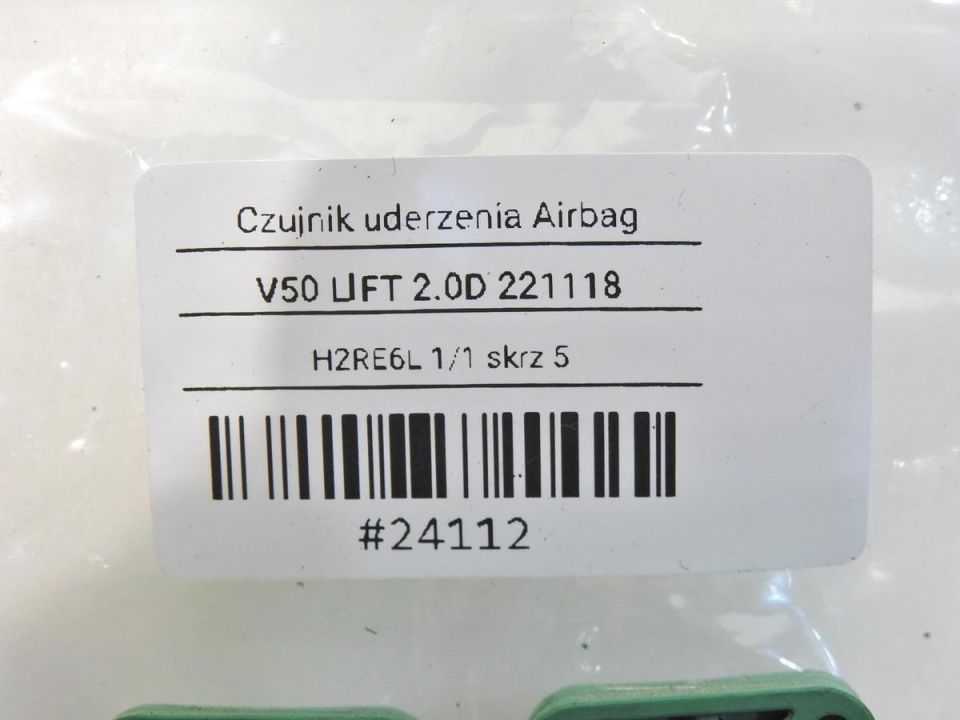 Czujnik uderzenia Airbag
V50 LIFT 2.0D 221118
H2RE6L 1/1 skrz 5
#24112